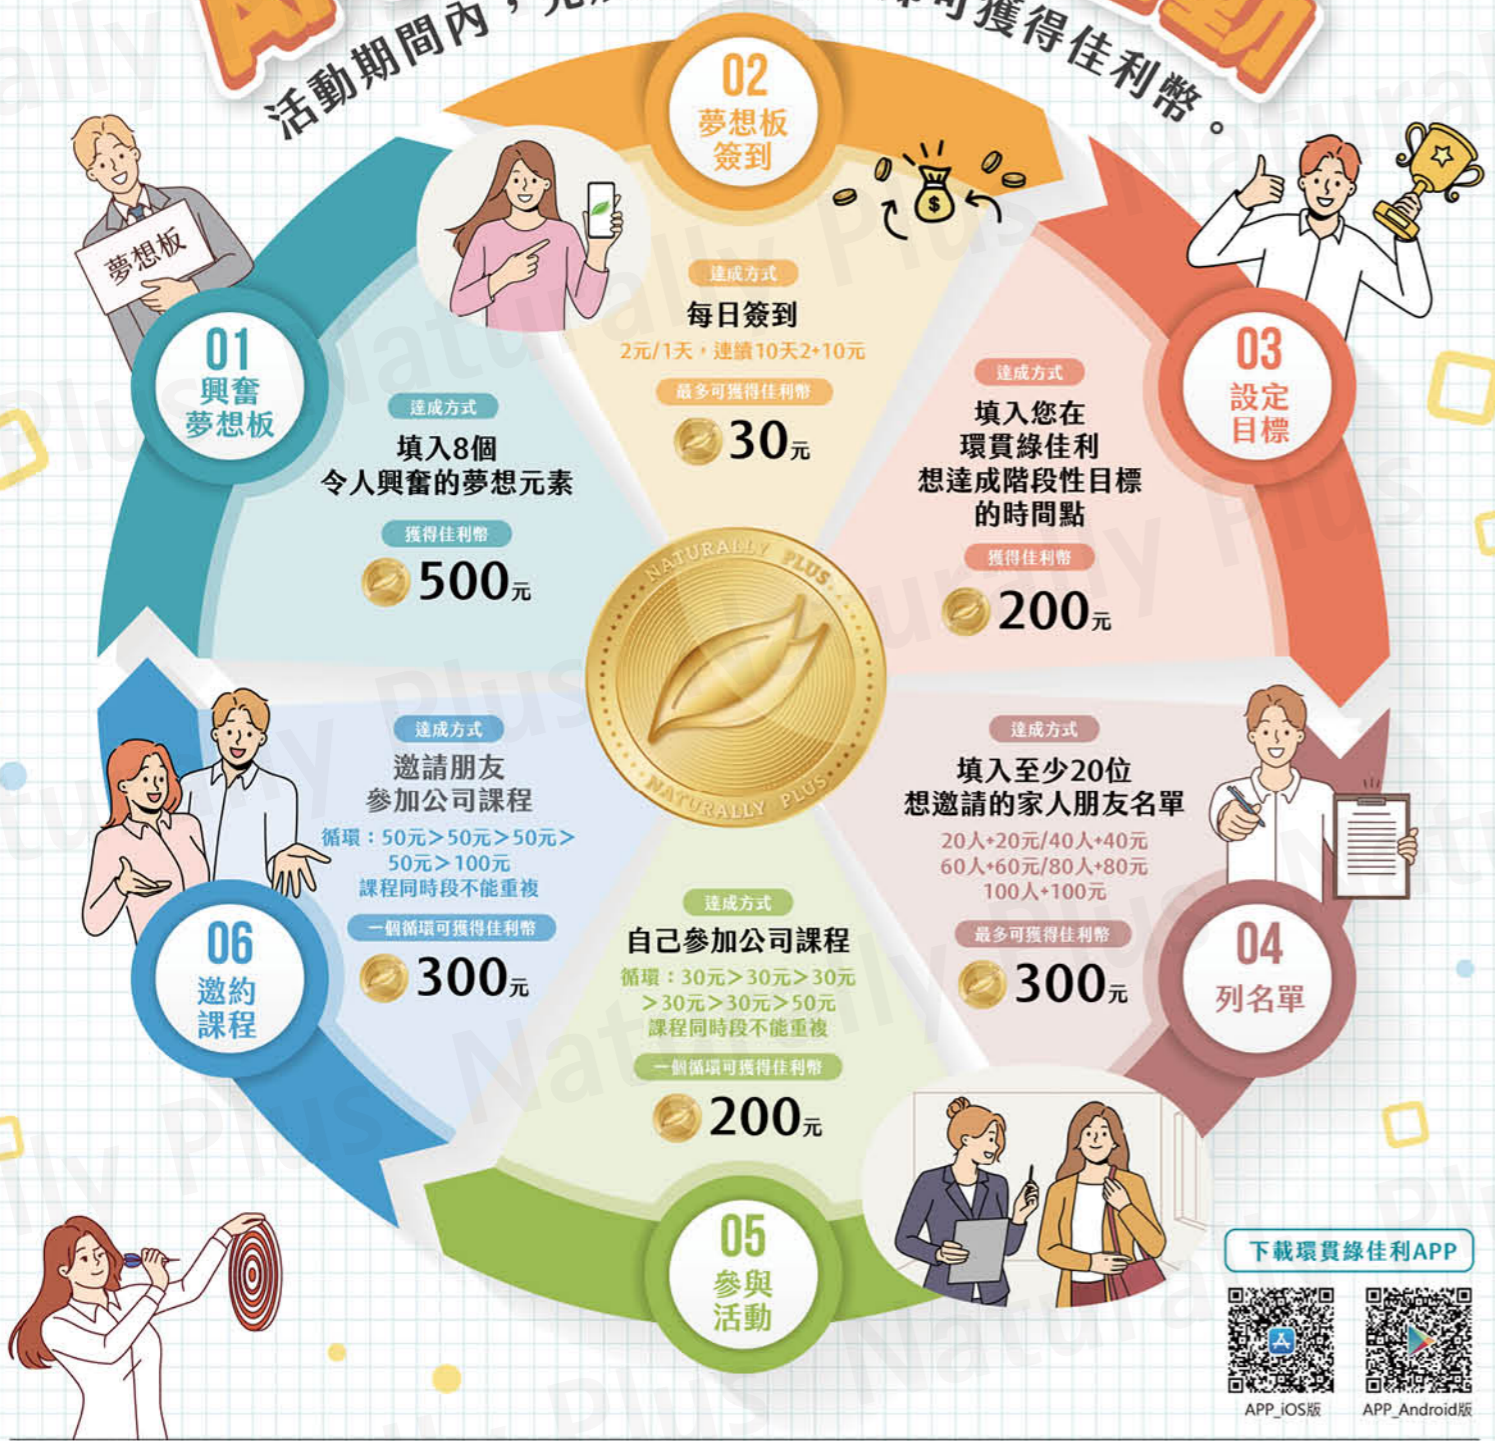 活動期間內，完
可獲得佳利幣。
動
夢想板
01
興奮
夢想板
達成方式
填入8個
令人興奮的夢想元素
獲得佳利幣
500元
02
夢想板
簽到
達成方式
每日簽到
2元/1天，連續10天2+10元
最多可獲得佳利幣
30元
$
03
設定
目標
達成方式
填入您在
環貫綠佳利
想達成階段性目標
的時間點
獲得佳利幣
200元
04
列名單
達成方式
填入至少20位
想邀請的家人朋友名單
20人+20元/40人+40元
60人+60元/80人+80元
100人+100元
最多可獲得佳利幣
300元
05
參與
活動
達成方式
自己參加公司課程
循環：30元>30元>30元
>30元>30元>50元
課程同時段不能重複
一個循環可獲得佳利幣
200元
06
邀約
課程
達成方式
邀請朋友
參加公司課程
循環：50元>50元>50元>
50元>100元
課程同時段不能重複
一個循環可獲得佳利幣
300元
NATURALLY PLUS
NATURALLY PLUS
下載環貫綠佳利APP
APP_iOS版
APP_Android版
Naturally Plus